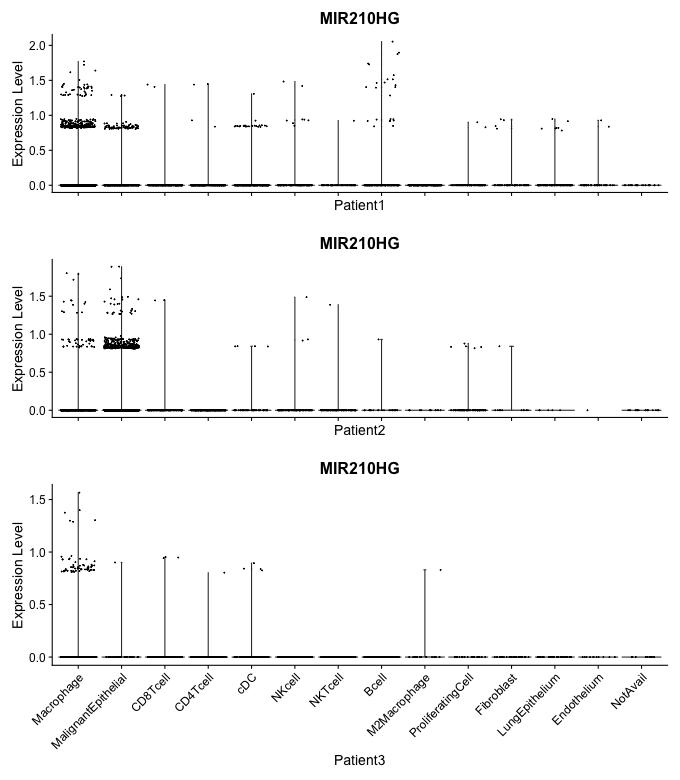 MIR210HG
Expression Level
2.0
1.5
1.0
0.5
0.0
Patient1
MIR210HG
Expression Level
1.5
1.0
0.5
0.0
Patient2
MIR210HG
Expression Level
1.5
1.0
0.5
0.0
Macrophage
MalignantEpithelial
CD8Tcell
CD4Tcell
cDC
NKcell
NKTcell
Bcell
M2Macrophage
ProliferatingCell
Fibroblast
LungEpithelium
Endothelium
NotAvail
Patient3